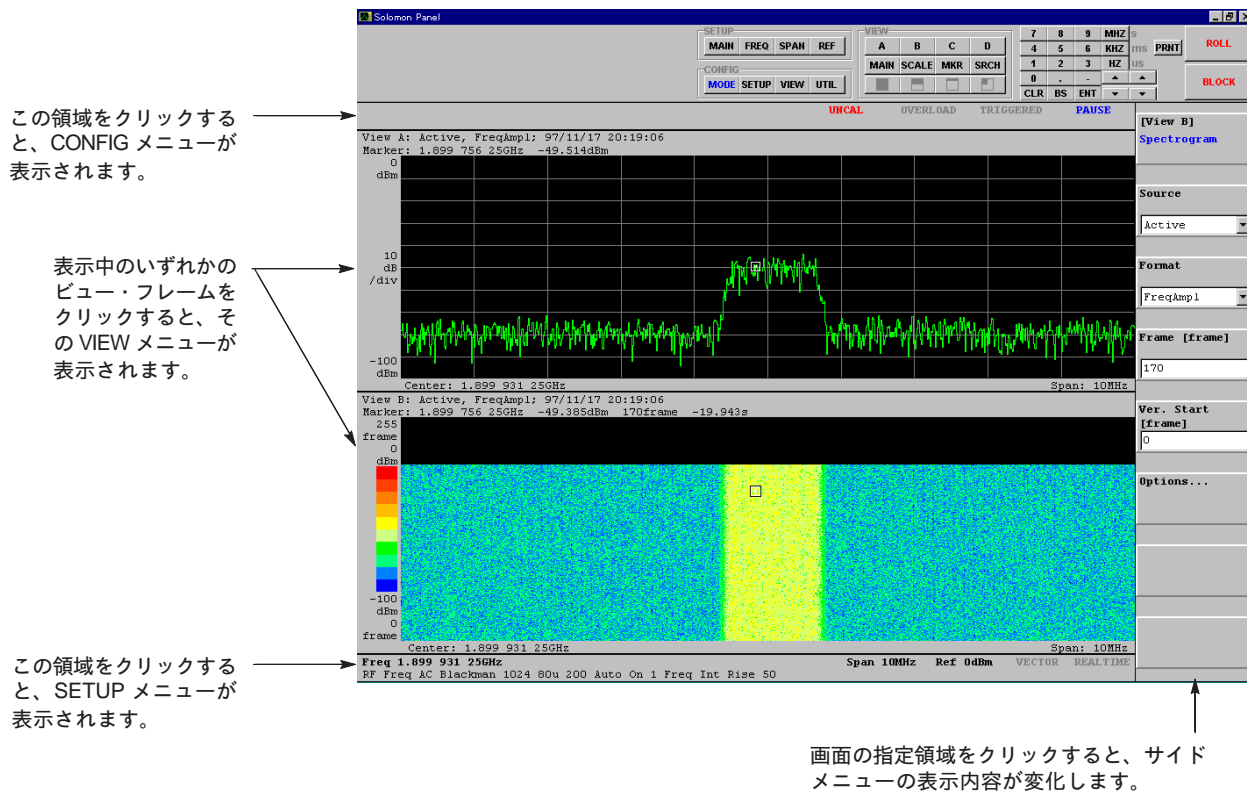 Solomon Panel
SETUP
MAIN FREQ SPAN REF
CONFIG
MODE SETUP VIEW UTIL
VIEW
A B C D
MAIN SCALE MKR SRCH
7 8 9 MHZ s
4 5 6 KHZ ms
1 2 3 HZ us
0 . -
CLR BS ENT
PRNT
ROLL
BLOCK
UNCAL OVERLOAD TRIGGERED PAUSE
この領域をクリックする
と、CONFIG メニューが
表示されます。
View A: Active, FreqAmpl; 97/11/17 20:19:06
Marker: 1.899 756 25GHz -49.514dBm
0
dBm
10
dB
/div
-100
dBm
Center: 1.899 931 25GHz Span: 10MHz
表示中のいずれかの
ビュー・フレームを
クリックすると、そ
の VIEW メニューが
表示されます。
View B: Active, FreqAmpl; 97/11/17 20:19:06
Marker: 1.899 756 25GHz -49.385dBm 170frame -19.943s
255
frame
0
dBm
-100
dBm
0
frame
Center: 1.899 931 25GHz Span: 10MHz
Freq 1.899 931 25GHz Span 10MHz Ref 0dBm VECTOR REALTIME
RF Freq AC Blackman 1024 80u 200 Auto On 1 Freq Int Rise 50
この領域をクリックする
と、SETUP メニューが
表示されます。
[View B]
Spectrogram
Source
Active
Format
FreqAmpl
Frame [frame]
170
Ver. Start
[frame]
0
Options...
画面の指定領域をクリックすると、サイド
メニューの表示内容が変化します。